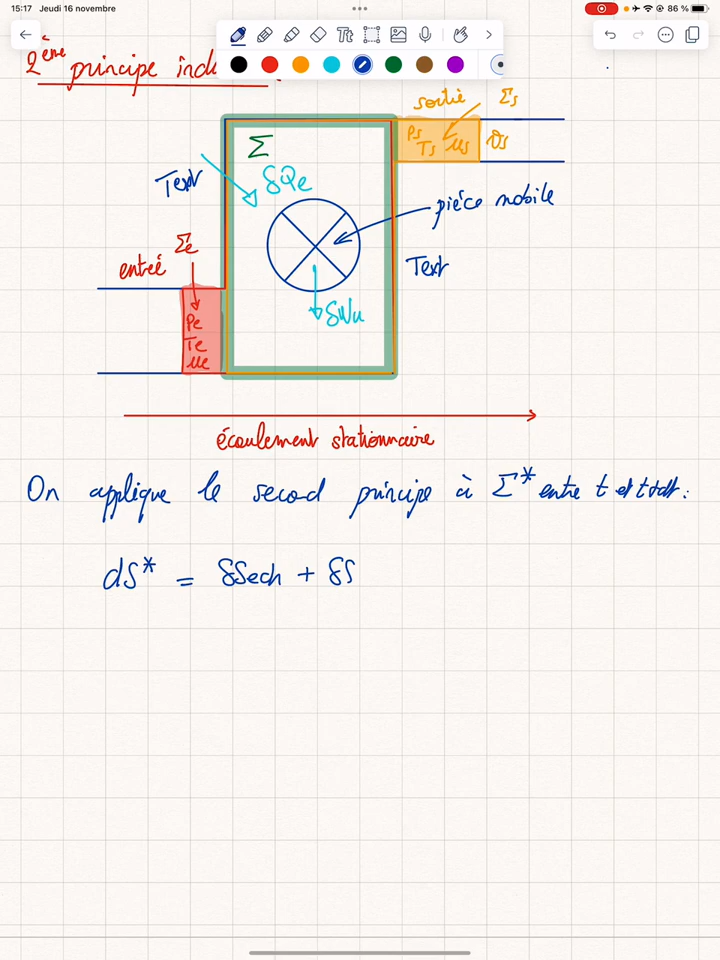 15:17 Jeudi 16 novembre
86 %
Tт
2ème principe ind
sortie Σs
Σ
Ps
Ts us vs
Text
δQe
pièce mobile
Σe
entrée
Text
δWu
Pe
Te
ue
écoulement stationnaire
On applique le second principe à Σ* entre t et t+dt :
dS* = δSech + δS